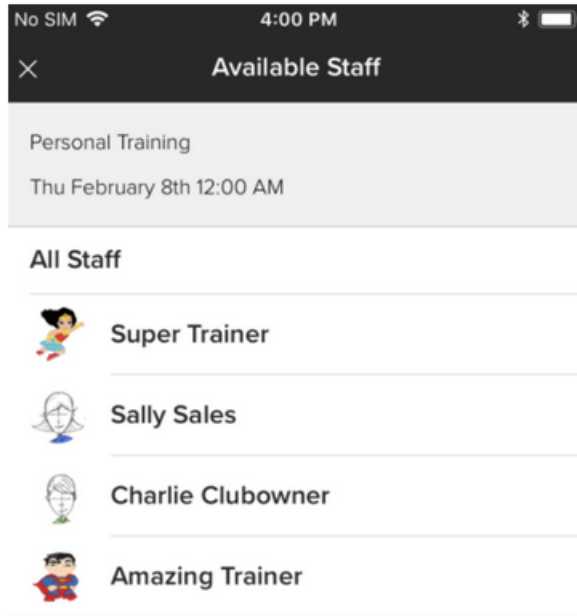 No SIM 4:00 PM
Available Staff
Personal Training
Thu February 8th 12:00 AM
All Staff
Super Trainer
Sally Sales
Charlie Clubowner
Amazing Trainer